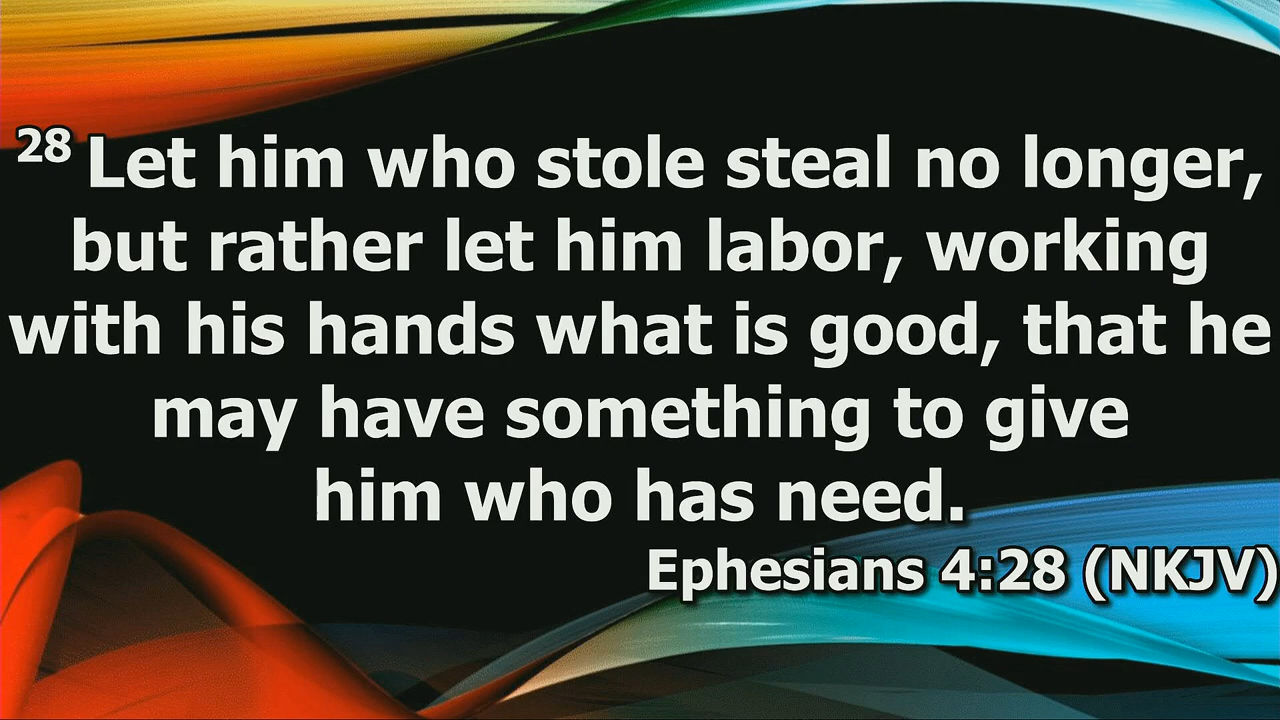 28 Let him who stole steal no longer,
but rather let him labor, working
with his hands what is good, that he
may have something to give
him who has need.
Ephesians 4:28 (NKJV)